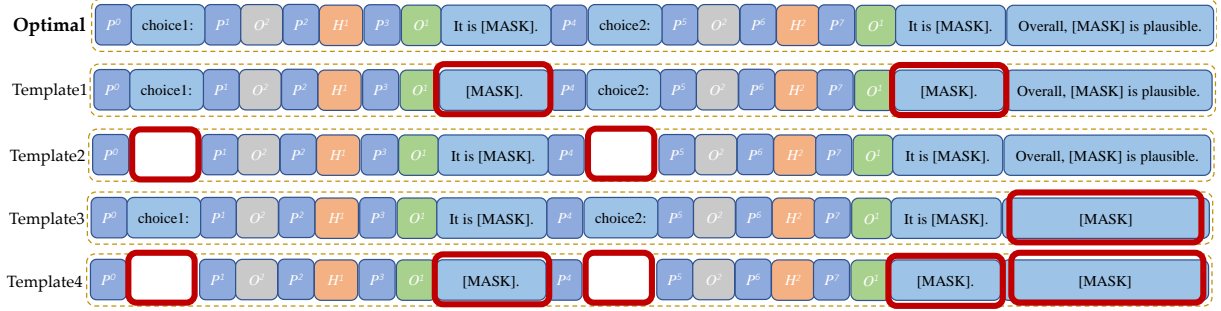 Optimal P⁰ choice1: P¹ O² P² H¹ P³ O¹ It is [MASK]. P⁴ choice2: P⁵ O² P⁶ H² P⁷ O¹ It is [MASK]. Overall, [MASK] is plausible.
Template1 P⁰ choice1: P¹ O² P² H¹ P³ O¹ [MASK]. P⁴ choice2: P⁵ O² P⁶ H² P⁷ O¹ [MASK]. Overall, [MASK] is plausible.
Template2 P⁰ P¹ O² P² H¹ P³ O¹ It is [MASK]. P⁴ P⁵ O² P⁶ H² P⁷ O¹ It is [MASK]. Overall, [MASK] is plausible.
Template3 P⁰ choice1: P¹ O² P² H¹ P³ O¹ It is [MASK]. P⁴ choice2: P⁵ O² P⁶ H² P⁷ O¹ It is [MASK]. [MASK]
Template4 P⁰ P¹ O² P² H¹ P³ O¹ [MASK]. P⁴ P⁵ O² P⁶ H² P⁷ O¹ [MASK]. [MASK]